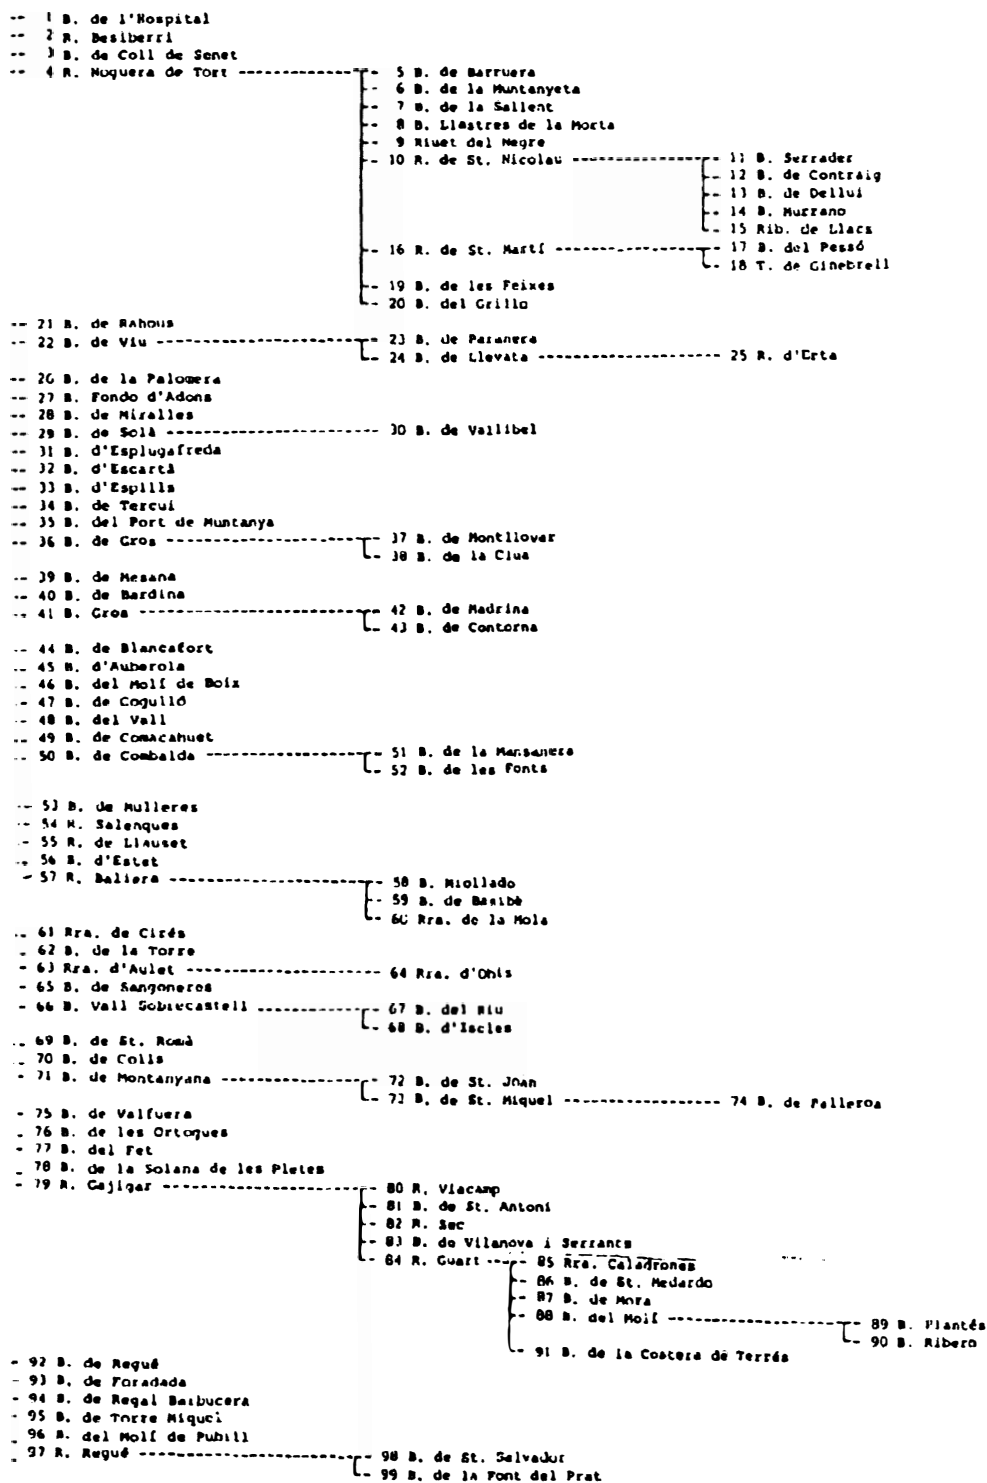 -- 1 B. de l'Hospital
-- 2 R. Besiberri
-- 3 B. de Coll de Senet
-- 4 R. Noguera de Tort -- 5 B. de Barruera
-- 6 B. de la Muntanyeta
-- 7 B. de la Sallent
-- 8 B. Llastres de la Morta
-- 9 Riuet del Negre
-- 10 R. de St. Nicolau -- 11 B. Serrader
-- 12 B. de Contraig
-- 13 B. de Dellui
-- 14 B. Murrano
-- 15 Rib. de Llacs
-- 16 R. de St. Martí -- 17 B. del Pessó
-- 18 T. de Ginebrell
-- 19 B. de les Feixes
-- 20 B. del Grillo
-- 21 B. de Rahous
-- 22 B. de Viu -- 23 B. de Paranera
-- 24 B. de Llevata -- 25 R. d'Erta
-- 26 B. de la Palomera
-- 27 B. Fondo d'Adons
-- 28 B. de Miralles
-- 29 B. de Solà -- 30 B. de Vallibel
-- 31 B. d'Esplugafreda
-- 32 B. d'Escartà
-- 33 B. d'Espills
-- 34 B. de Tercui
-- 35 B. del Port de Muntanya
-- 36 B. de Gros -- 37 B. de Montllovar
-- 38 B. de la Clua
-- 39 B. de Mesana
-- 40 B. de Bardina
-- 41 B. Gros -- 42 B. de Madrina
-- 43 B. de Contorna
-- 44 B. de Blancafort
-- 45 B. d'Auberola
-- 46 B. del Molí de Boix
-- 47 B. de Cogulló
-- 48 B. del Vall
-- 49 B. de Comacahuet
-- 50 B. de Combalda -- 51 B. de la Mansanera
-- 52 B. de les Fonts
-- 53 B. de Mulleres
-- 54 R. Salenques
-- 55 R. de Llauset
-- 56 B. d'Estet
-- 57 R. Baliera -- 58 B. Miollado
-- 59 B. de Basibè
-- 60 Rra. de la Mola
-- 61 Rra. de Cirés
- 62 B. de la Torre
- 63 Rra. d'Aulet -- 64 Rra. d'Obis
- 65 B. de Sangoneros
- 66 B. Vall Sobrecastell -- 67 B. del Riu
-- 68 B. d'Iscles
-- 69 B. de St. Romà
-- 70 B. de Colls
- 71 B. de Montanyana -- 72 B. de St. Joan
-- 73 B. de St. Miquel -- 74 B. de Palleroa
- 75 B. de Valfuera
- 76 B. de les Ortogues
- 77 B. del Fet
- 78 B. de la Solana de les Pletes
- 79 R. Gajigar -- 80 R. Viacamp
-- 81 B. de St. Antoni
-- 82 R. Sec
-- 83 B. de Vilanova i Serrants
-- 84 R. Guart -- 85 Rra. Caladrones
-- 86 B. de St. Medardo
-- 87 B. de Mora
-- 88 B. del Molí -- 89 B. Plantés
-- 90 B. Ribero
-- 91 B. de la Costera de Terrés
- 92 B. de Regué
- 93 B. de Foradada
- 94 B. de Regal Barbucera
- 95 B. de Torre Miquel
- 96 B. del Molí de Pubill
- 97 R. Regué -- 98 B. de St. Salvador
-- 99 B. de la Font del Prat